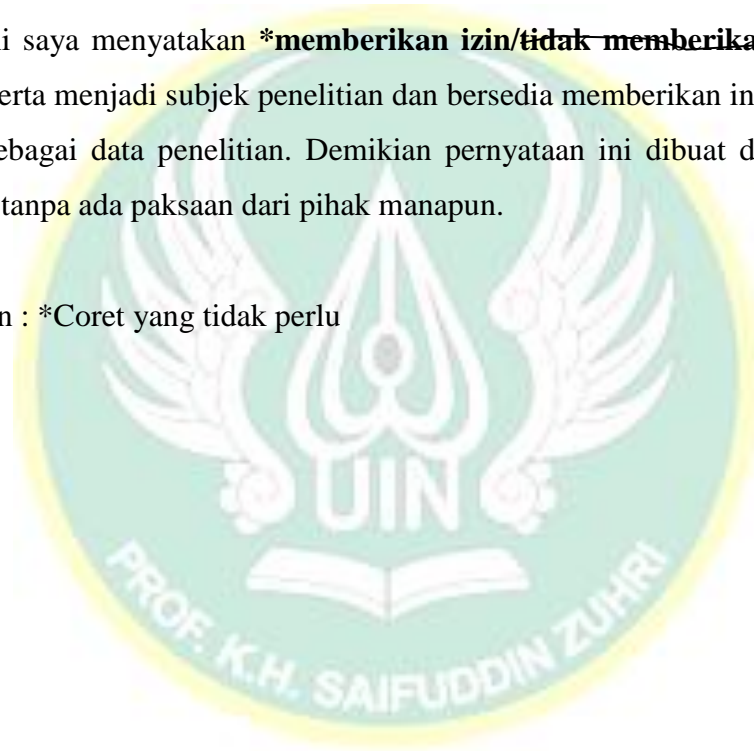 i saya menyatakan *memberikan izin/tidak memberika
erta menjadi subjek penelitian dan bersedia memberikan in
ebagai data penelitian. Demikian pernyataan ini dibuat d
tanpa ada paksaan dari pihak manapun.
n : *Coret yang tidak perlu
UIN
PROF. K.H. SAIFUDDIN ZUHRI